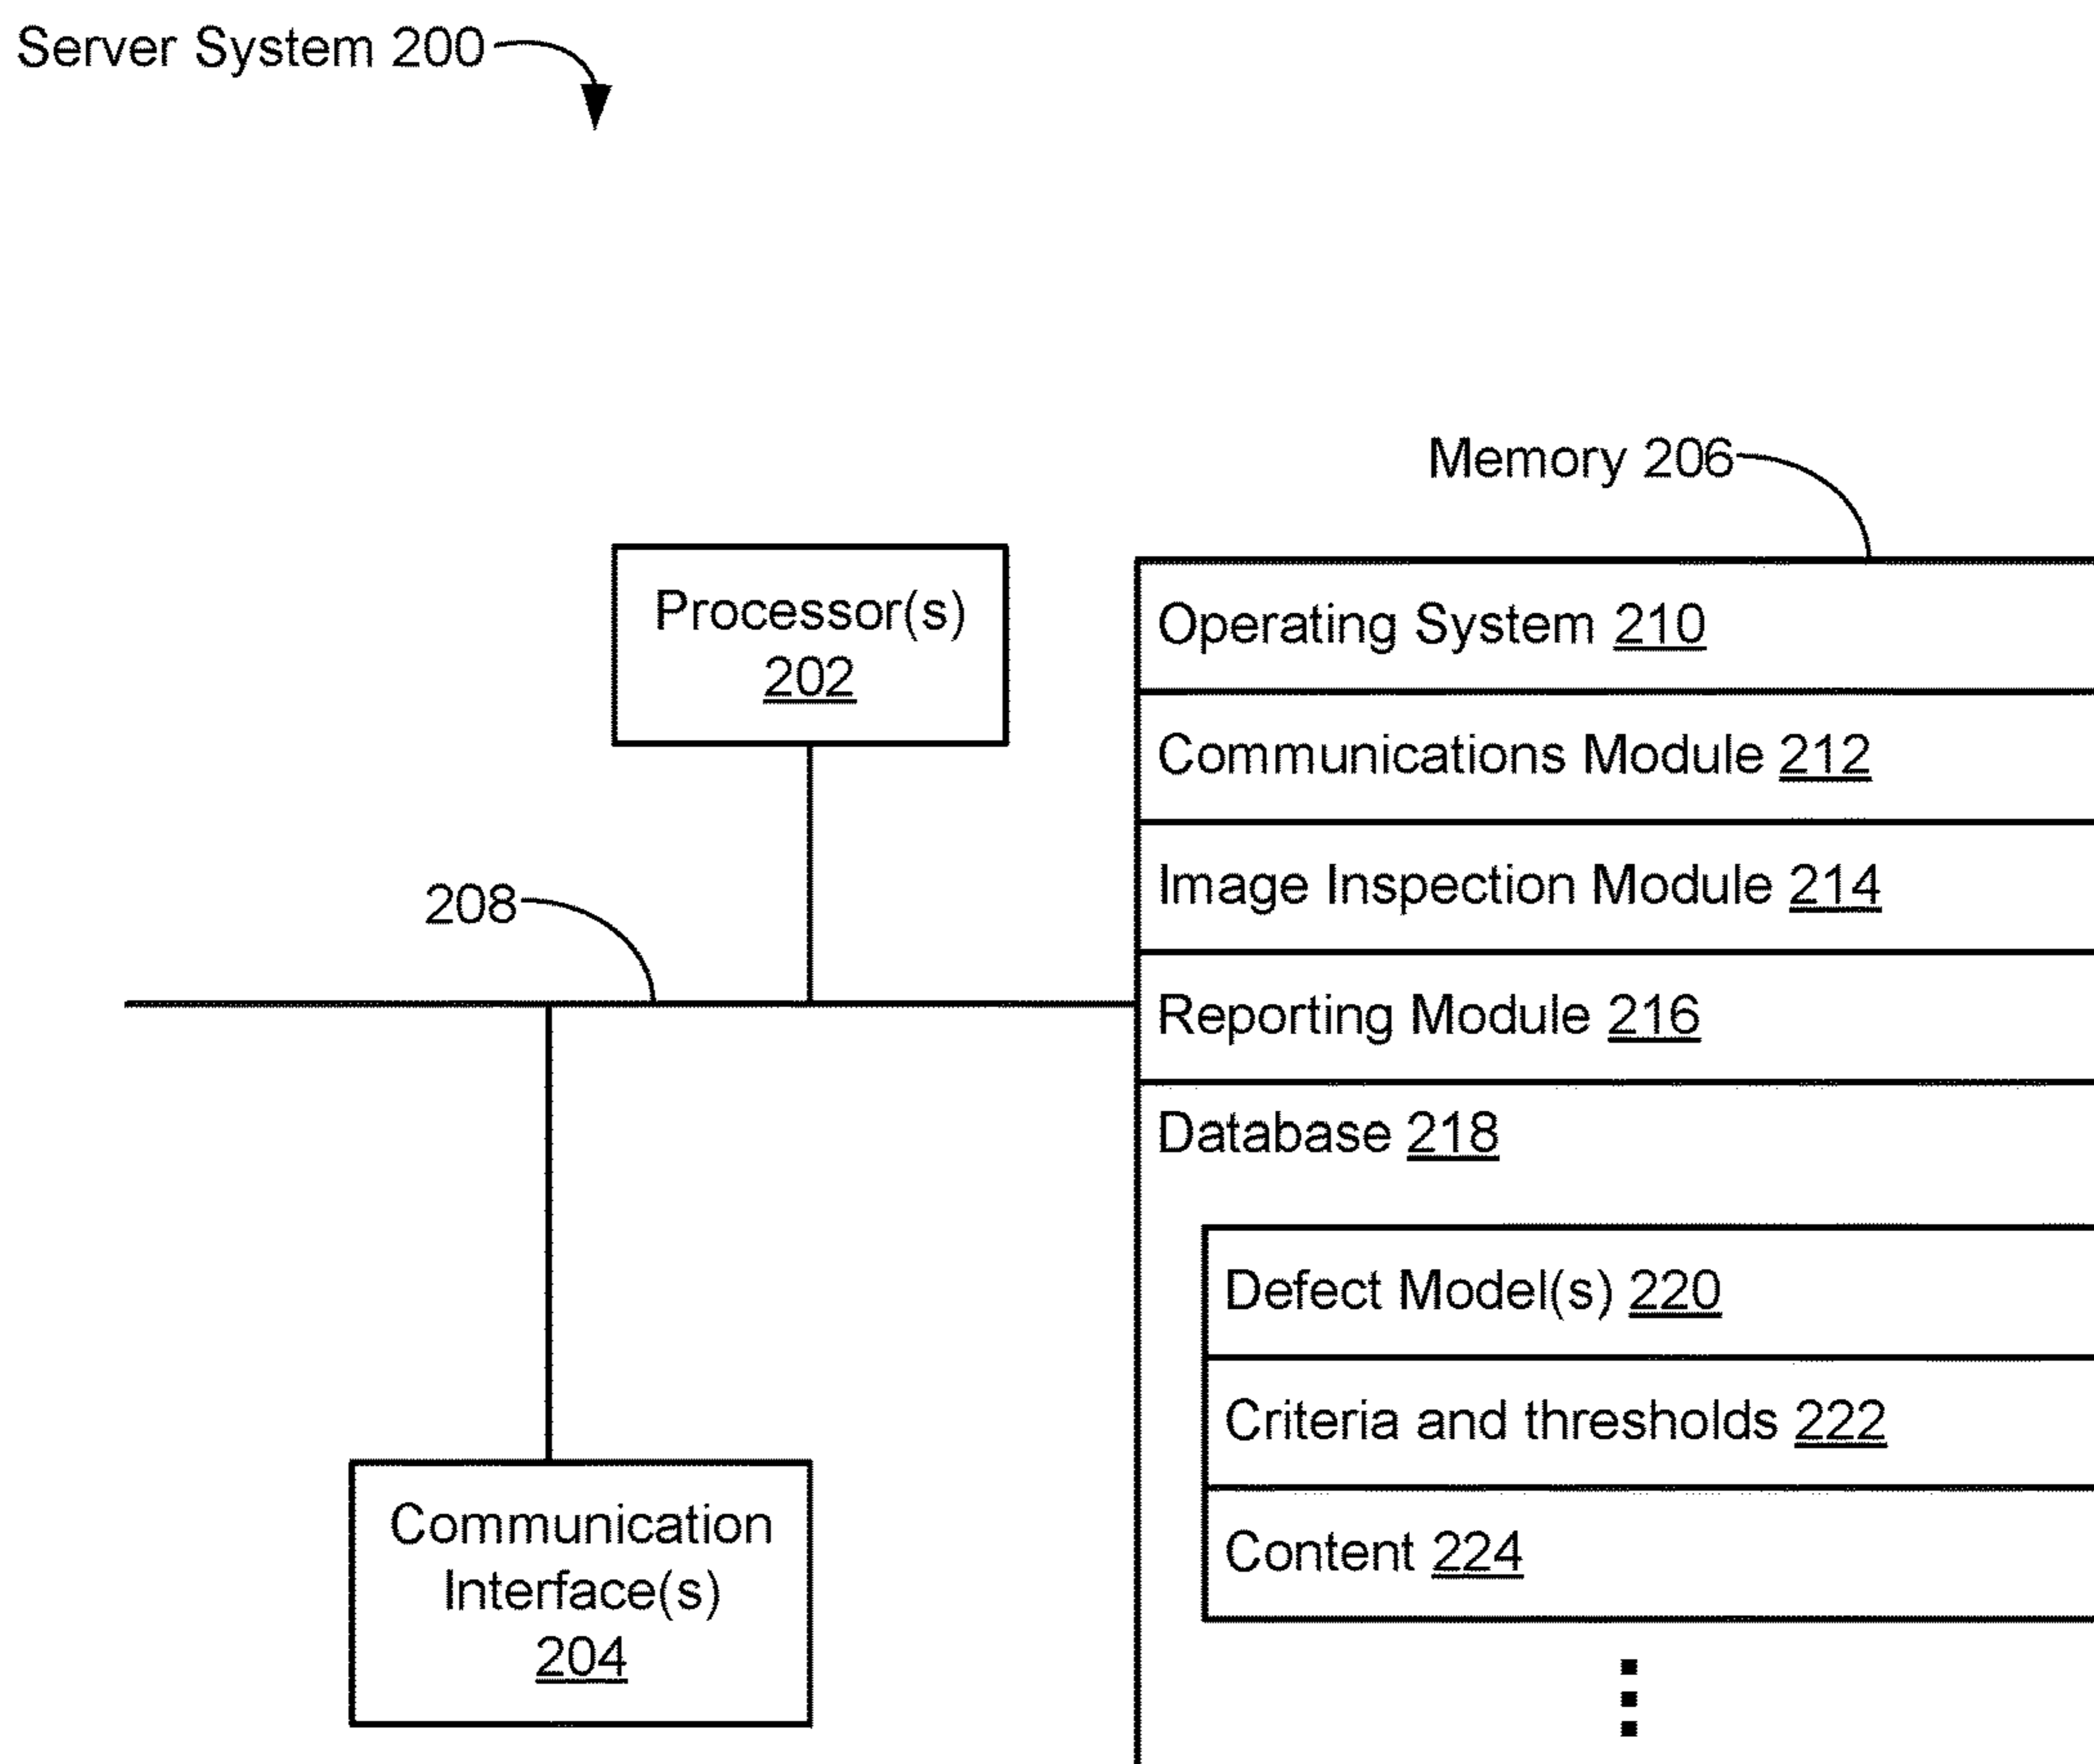 Server System 200
Memory 206
Processor(s)
202
Operating System 210
Communications Module 212
Image Inspection Module 214
208
Reporting Module 216
Database 218
Defect Model(s) 220
Criteria and thresholds 222
Content 224
Communication
Interface(s)
204